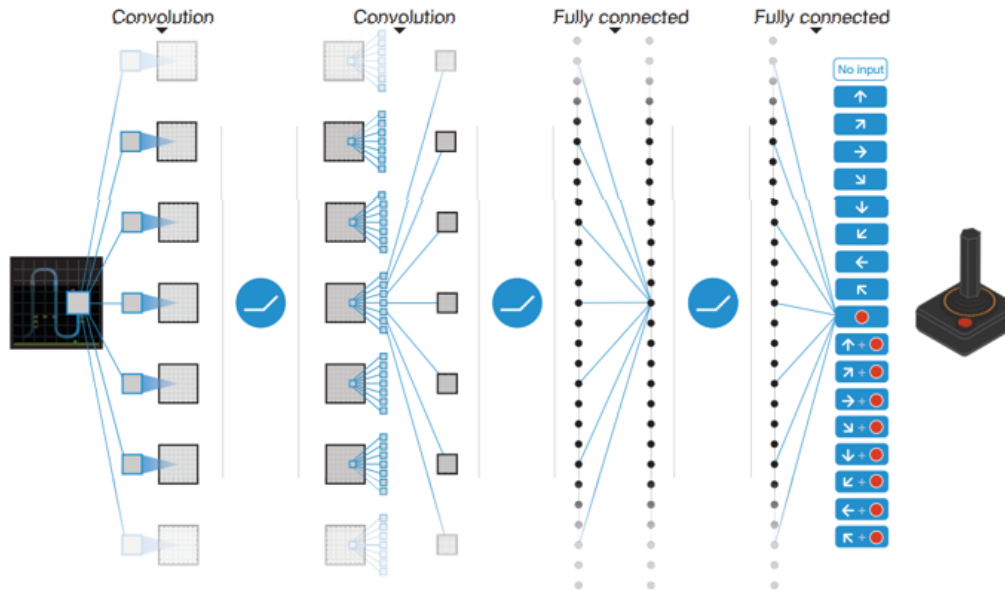 Convolution
Convolution
Fully connected
Fully connected
No input
+
+
+
+
+
+
+
+